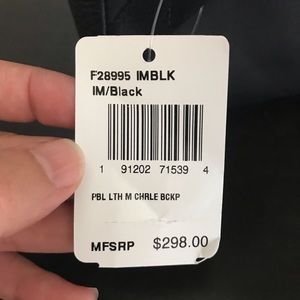 F28995 IMBLK
IM/Black
1 91202 71539 4
PBL LTH M CHRLE BCKP
MFSRP $298.00